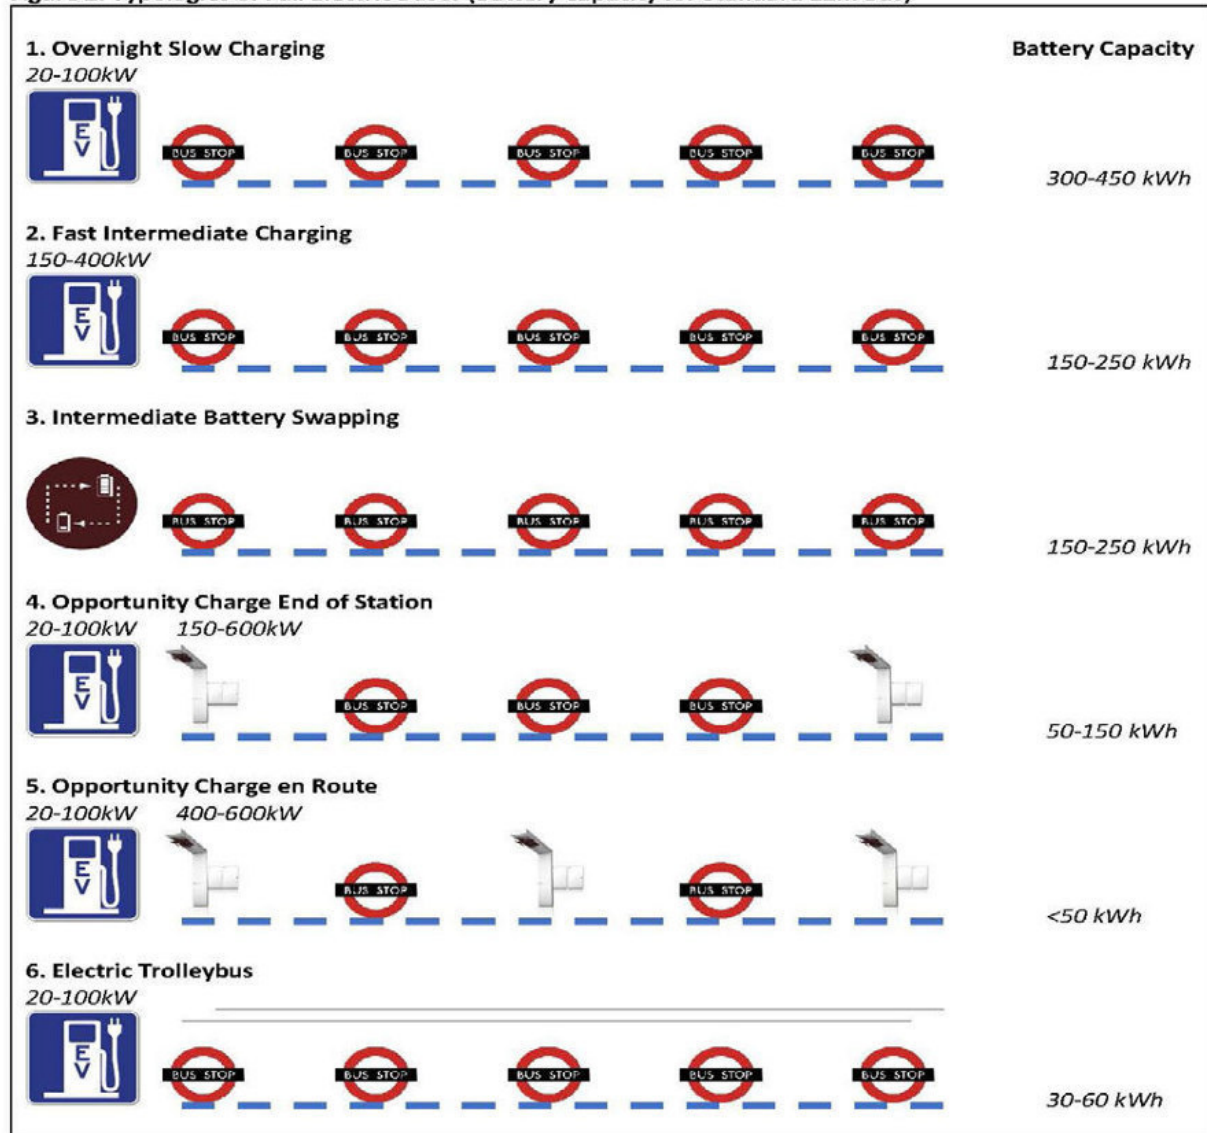 1. Overnight Slow Charging
Battery Capacity
20-100kW
EV
BUS STOP BUS STOP BUS STOP BUS STOP BUS STOP
300-450 kWh
2. Fast Intermediate Charging
150-400kW
EV
BUS STOP BUS STOP BUS STOP BUS STOP BUS STOP
150-250 kWh
3. Intermediate Battery Swapping
BUS STOP BUS STOP BUS STOP BUS STOP BUS STOP
150-250 kWh
4. Opportunity Charge End of Station
20-100kW 150-600kW
EV
BUS STOP BUS STOP BUS STOP
50-150 kWh
5. Opportunity Charge en Route
20-100kW 400-600kW
EV
BUS STOP BUS STOP
<50 kWh
6. Electric Trolleybus
20-100kW
EV
BUS STOP BUS STOP BUS STOP BUS STOP BUS STOP
30-60 kWh